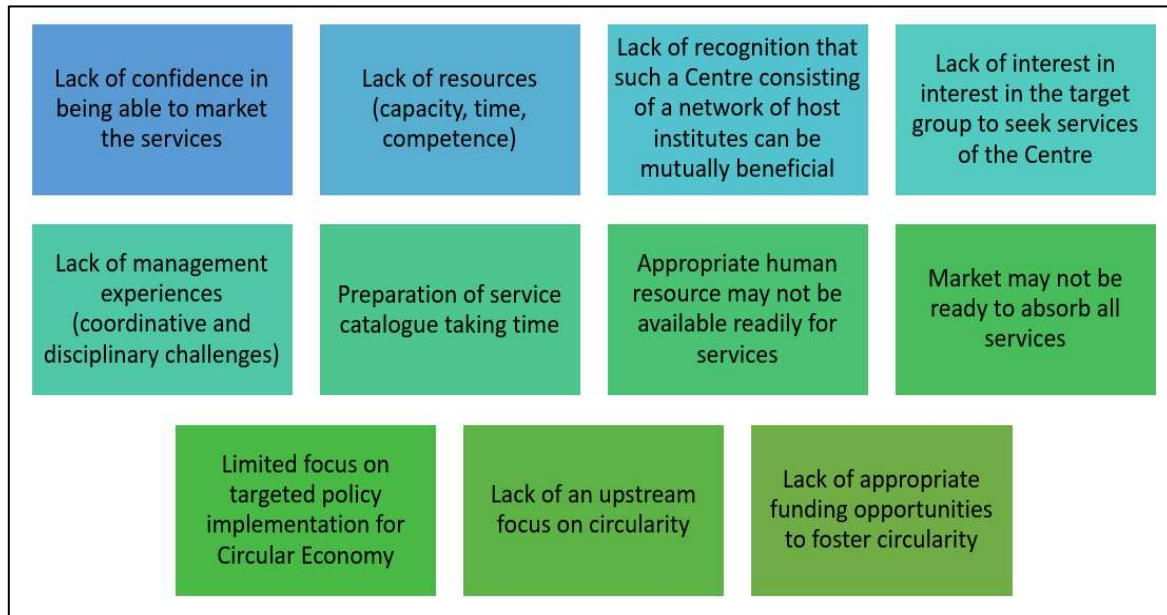 Lack of confidence in
being able to market
the services
Lack of resources
(capacity, time,
competence)
Lack of recognition that
such a Centre consisting
of a network of host
institutes can be
mutually beneficial
Lack of interest in
interest in the target
group to seek services
of the Centre
Lack of management
experiences
(coordinative and
disciplinary challenges)
Preparation of service
catalogue taking time
Appropriate human
resource may not be
available readily for
services
Market may not be
ready to absorb all
services
Limited focus on
targeted policy
implementation for
Circular Economy
Lack of an upstream
focus on circularity
Lack of appropriate
funding opportunities
to foster circularity